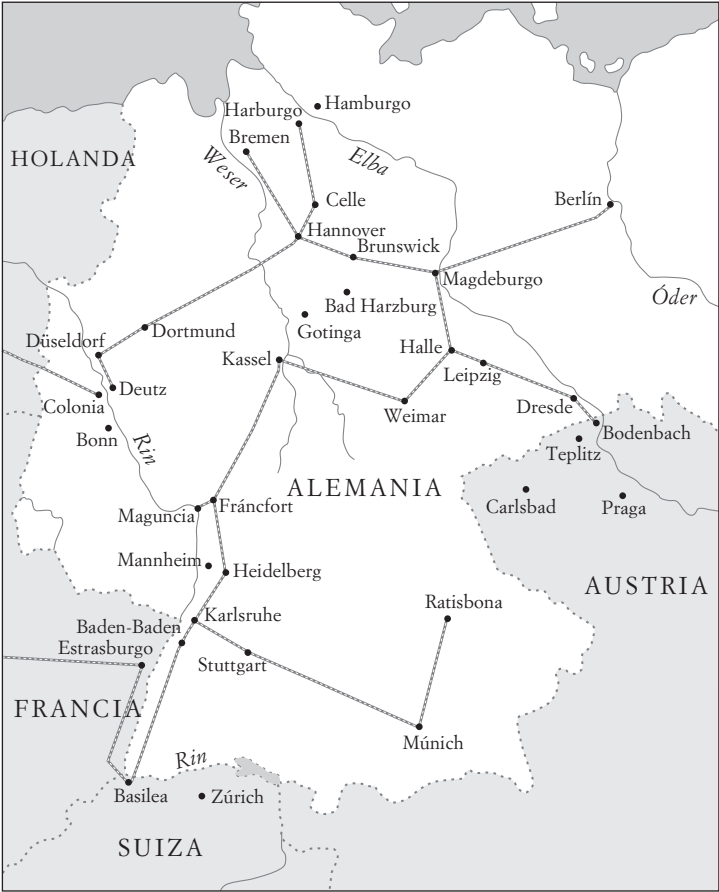 Hamburgo
Harburgo
Bremen
HOLANDA
Weser
Elba
Celle
Berlín
Hannover
Brunswick
Magdeburgo
Óder
Bad Harzburg
Gotinga
Dortmund
Düseldorf
Kassel
Halle
Leipzig
Deutz
Colonia
Weimar
Dresde
Bonn
Rin
Bodenbach
Teplitz
ALEMANIA
Carlsbad
Praga
Fráncfort
Maguncia
Mannheim
Heidelberg
AUSTRIA
Ratisbona
Karlsruhe
Baden-Baden
Estrasburgo
Stuttgart
FRANCIA
Múnich
Rin
Basilea
Zúrich
SUIZA